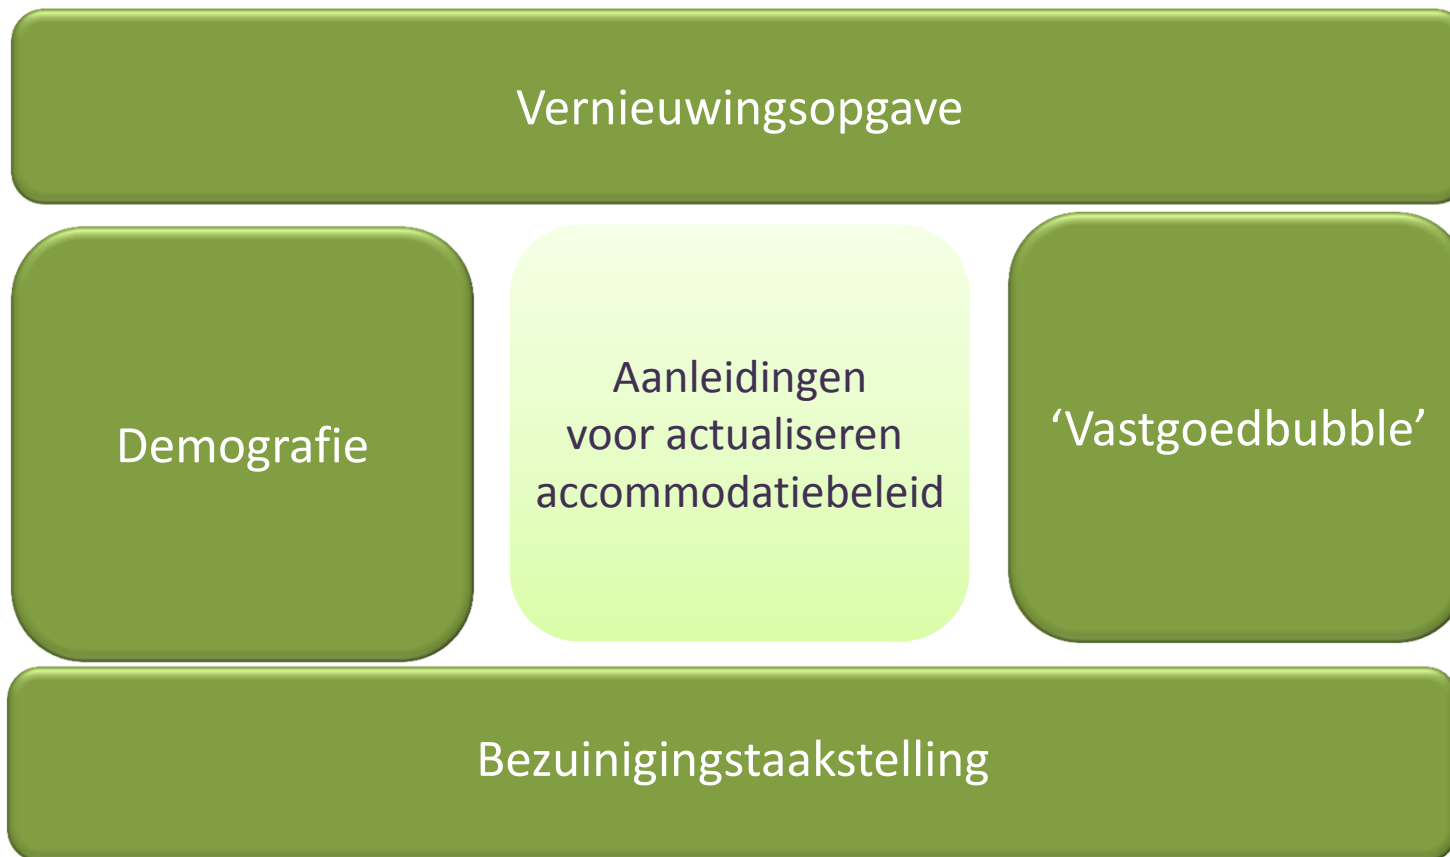 Vernieuwingsopgave
Demografie
Aanleidingen
voor actualiseren
accommodatiebeleid
‘Vastgoedbubble’
Bezuinigingstaakstelling